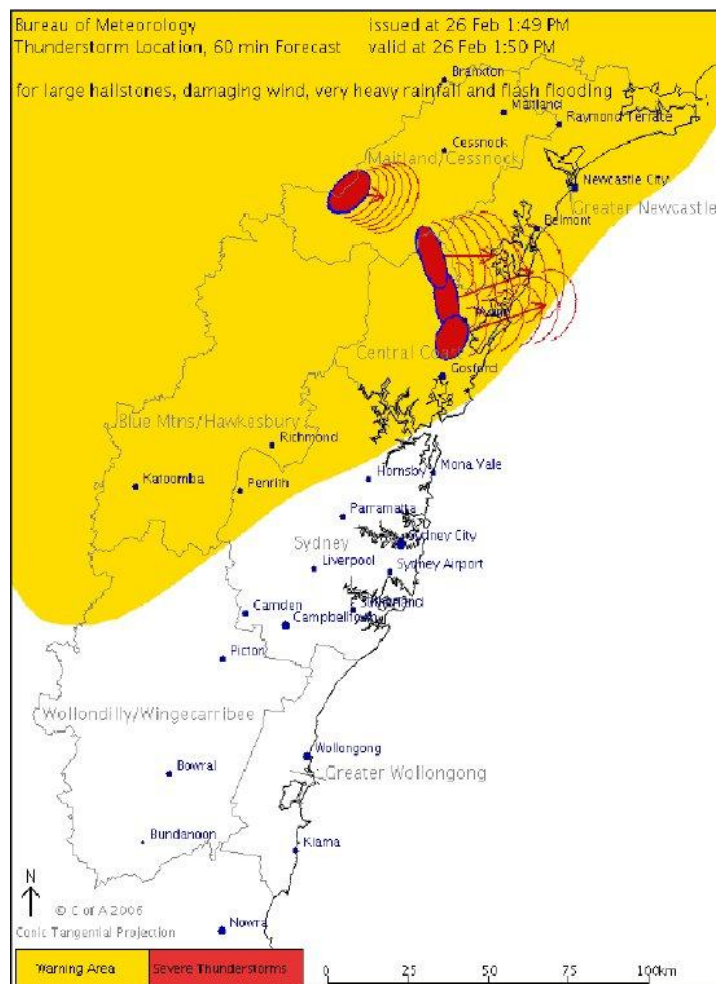 Bureau of Meteorology issued at 26 Feb 1:49 PM
Thunderstorm Location, 60 min Forecast valid at 26 Feb 1:50 PM
for large hailstones, damaging wind, very heavy rainfall and flash flooding
Branxton
Maitland
Raymond Terrace
Cessnock
Maitland/Cessnock
Newcastle City
Greater Newcastle
Belmont
Central Coast
Gosford
Blue Mtns/Hawkesbury
Richmond
Katoomba
Penrith
Hornsby
Mona Vale
Parramatta
Sydney City
Sydney
Liverpool
Sydney Airport
Camden
Sutherland
Campbelltown
Picton
Wollondilly/Wingecarribee
Wollongong
Greater Wollongong
Bowral
Bundanoon
Kiama
N
© C of A 2006
Conic Tangential Projection
Nowra
Warning Area
Severe Thunderstorms
0 25 50 75 100km